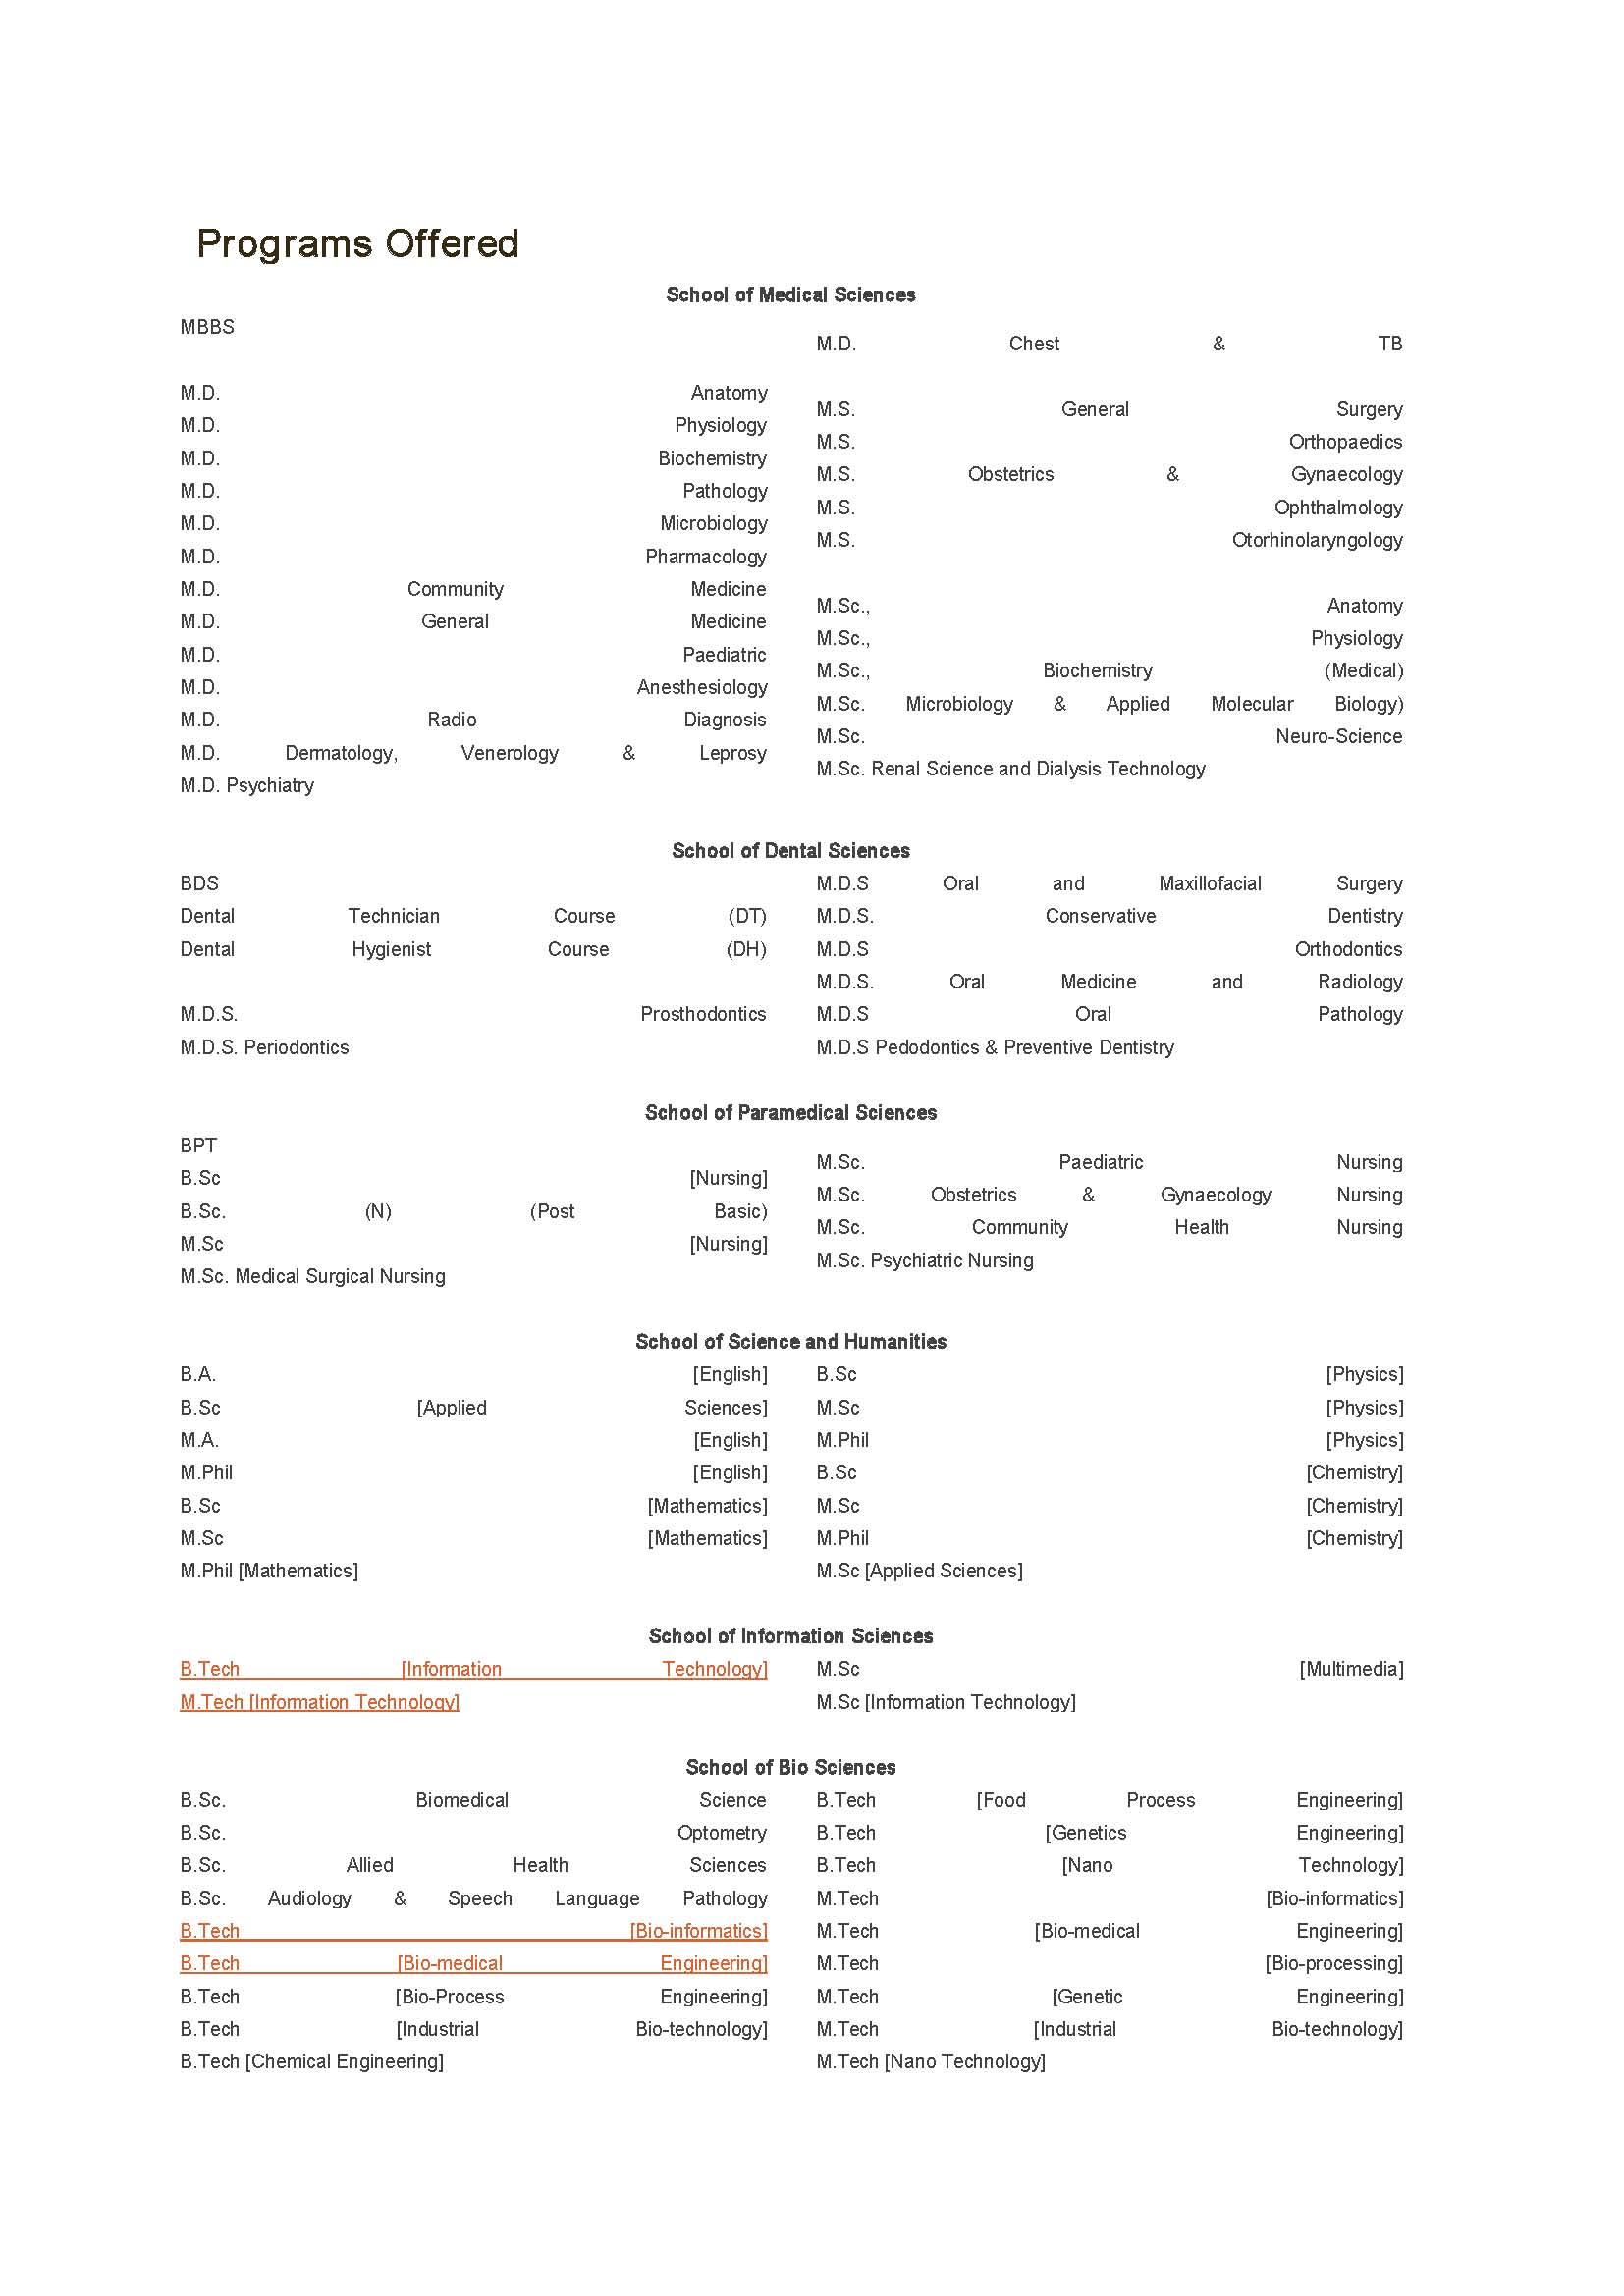 Programs Offered
School of Medical Sciences
MBBS
M.D. Anatomy
M.D. Physiology
M.D. Biochemistry
M.D. Pathology
M.D. Microbiology
M.D. Pharmacology
M.D. Community Medicine
M.D. General Medicine
M.D. Paediatric
M.D. Anesthesiology
M.D. Radio Diagnosis
M.D. Dermatology, Venerology & Leprosy
M.D. Psychiatry
M.D. Chest & TB
M.S. General Surgery
M.S. Orthopaedics
M.S. Obstetrics & Gynaecology
M.S. Ophthalmology
M.S. Otorhinolaryngology
M.Sc., Anatomy
M.Sc., Physiology
M.Sc., Biochemistry (Medical)
M.Sc. Microbiology & Applied Molecular Biology)
M.Sc. Neuro-Science
M.Sc. Renal Science and Dialysis Technology
School of Dental Sciences
BDS
Dental Technician Course (DT)
Dental Hygienist Course (DH)
M.D.S. Prosthodontics
M.D.S. Periodontics
M.D.S Oral and Maxillofacial Surgery
M.D.S. Conservative Dentistry
M.D.S Orthodontics
M.D.S. Oral Medicine and Radiology
M.D.S Oral Pathology
M.D.S Pedodontics & Preventive Dentistry
School of Paramedical Sciences
BPT
B.Sc [Nursing]
B.Sc. (N) (Post Basic)
M.Sc [Nursing]
M.Sc. Medical Surgical Nursing
M.Sc. Paediatric Nursing
M.Sc. Obstetrics & Gynaecology Nursing
M.Sc. Community Health Nursing
M.Sc. Psychiatric Nursing
School of Science and Humanities
B.A. [English]
B.Sc [Applied Sciences]
M.A. [English]
M.Phil [English]
B.Sc [Mathematics]
M.Sc [Mathematics]
M.Phil [Mathematics]
B.Sc [Physics]
M.Sc [Physics]
M.Phil [Physics]
B.Sc [Chemistry]
M.Sc [Chemistry]
M.Phil [Chemistry]
M.Sc [Applied Sciences]
School of Information Sciences
B.Tech [Information Technology]
M.Tech [Information Technology]
M.Sc [Multimedia]
M.Sc [Information Technology]
School of Bio Sciences
B.Sc. Biomedical Science
B.Sc. Optometry
B.Sc. Allied Health Sciences
B.Sc. Audiology & Speech Language Pathology
B.Tech [Bio-informatics]
B.Tech [Bio-medical Engineering]
B.Tech [Bio-Process Engineering]
B.Tech [Industrial Bio-technology]
B.Tech [Chemical Engineering]
B.Tech [Food Process Engineering]
B.Tech [Genetics Engineering]
B.Tech [Nano Technology]
M.Tech [Bio-informatics]
M.Tech [Bio-medical Engineering]
M.Tech [Bio-processing]
M.Tech [Genetic Engineering]
M.Tech [Industrial Bio-technology]
M.Tech [Nano Technology]